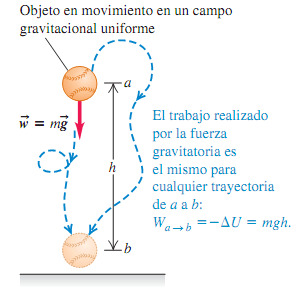 Objeto en movimiento en un campo
gravitacional uniforme
a
w⃗ = mg⃗
h
El trabajo realizado
por la fuerza
gravitatoria es
el mismo para
cualquier trayectoria
de a a b:
Wₐ→b = −ΔU = mgh.
b